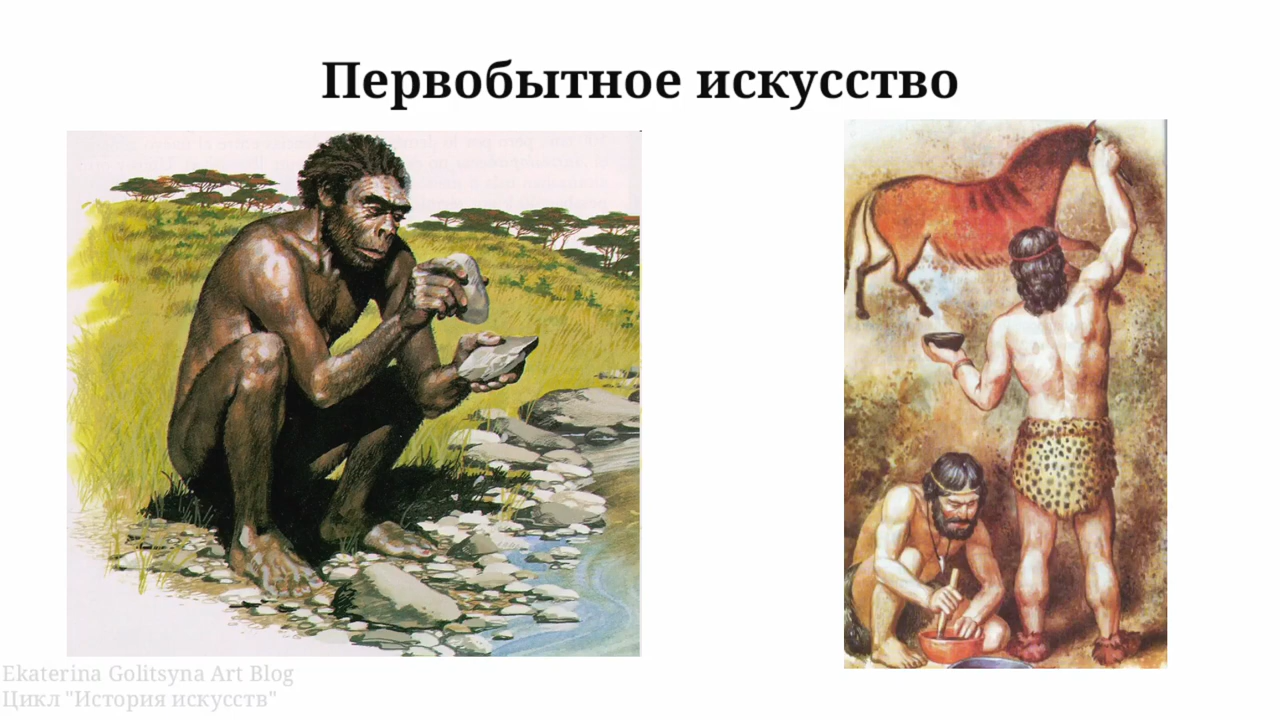 Первобытное искусство
Ekaterina Golitsyna Art Blog
Цикл "История искусств"